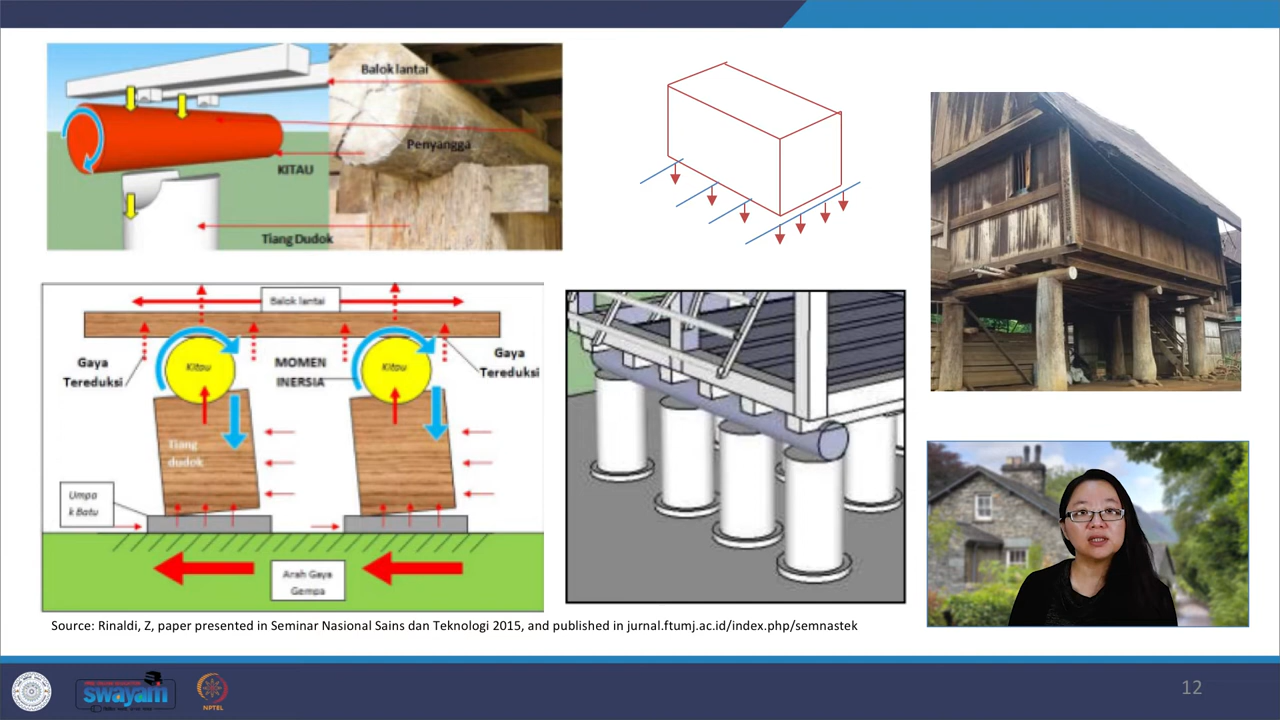 Balok lantai
Penyangga
KITAU
Tiang Dudok
Balok lantai
Gaya
Tereduksi
Kitau
MOMEN
INERSIA
Kitau
Gaya
Tereduksi
Tiang
dudok
Umpa
k Batu
Arah Gaya
Gempa
Source: Rinaldi, Z, paper presented in Seminar Nasional Sains dan Teknologi 2015, and published in jurnal.ftumj.ac.id/index.php/semnastek
swayam
NPTEL
12